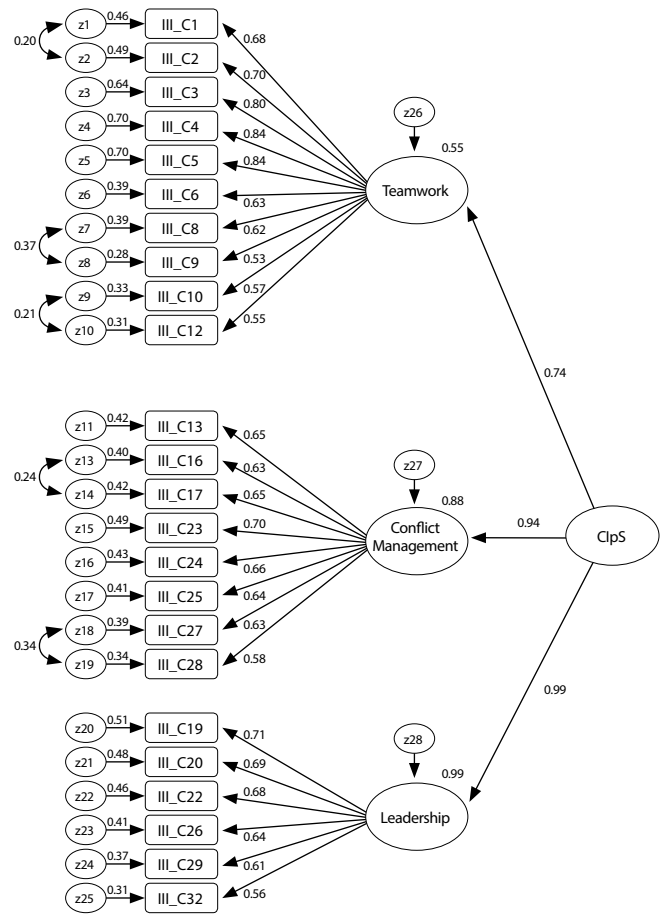 z1 0.46 III_C1 0.68
0.20
z2 0.49 III_C2 0.70
z3 0.64 III_C3 0.80
z4 0.70 III_C4 0.84
z5 0.70 III_C5 0.84
z6 0.39 III_C6 0.63
z7 0.39 III_C8 0.62
0.37
z8 0.28 III_C9 0.53
z9 0.33 III_C10 0.57
0.21
z10 0.31 III_C12 0.55
z26
0.55
Teamwork
0.74
z11 0.42 III_C13 0.65
z13 0.40 III_C16 0.63
0.24
z14 0.42 III_C17 0.65
z15 0.49 III_C23 0.70
z16 0.43 III_C24 0.66
z17 0.41 III_C25 0.64
z18 0.39 III_C27 0.63
0.34
z19 0.34 III_C28 0.58
z27
0.88
Conflict
Management
0.94
CIpS
0.99
z20 0.51 III_C19 0.71
z21 0.48 III_C20 0.69
z22 0.46 III_C22 0.68
z23 0.41 III_C26 0.64
z24 0.37 III_C29 0.61
z25 0.31 III_C32 0.56
z28
0.99
Leadership